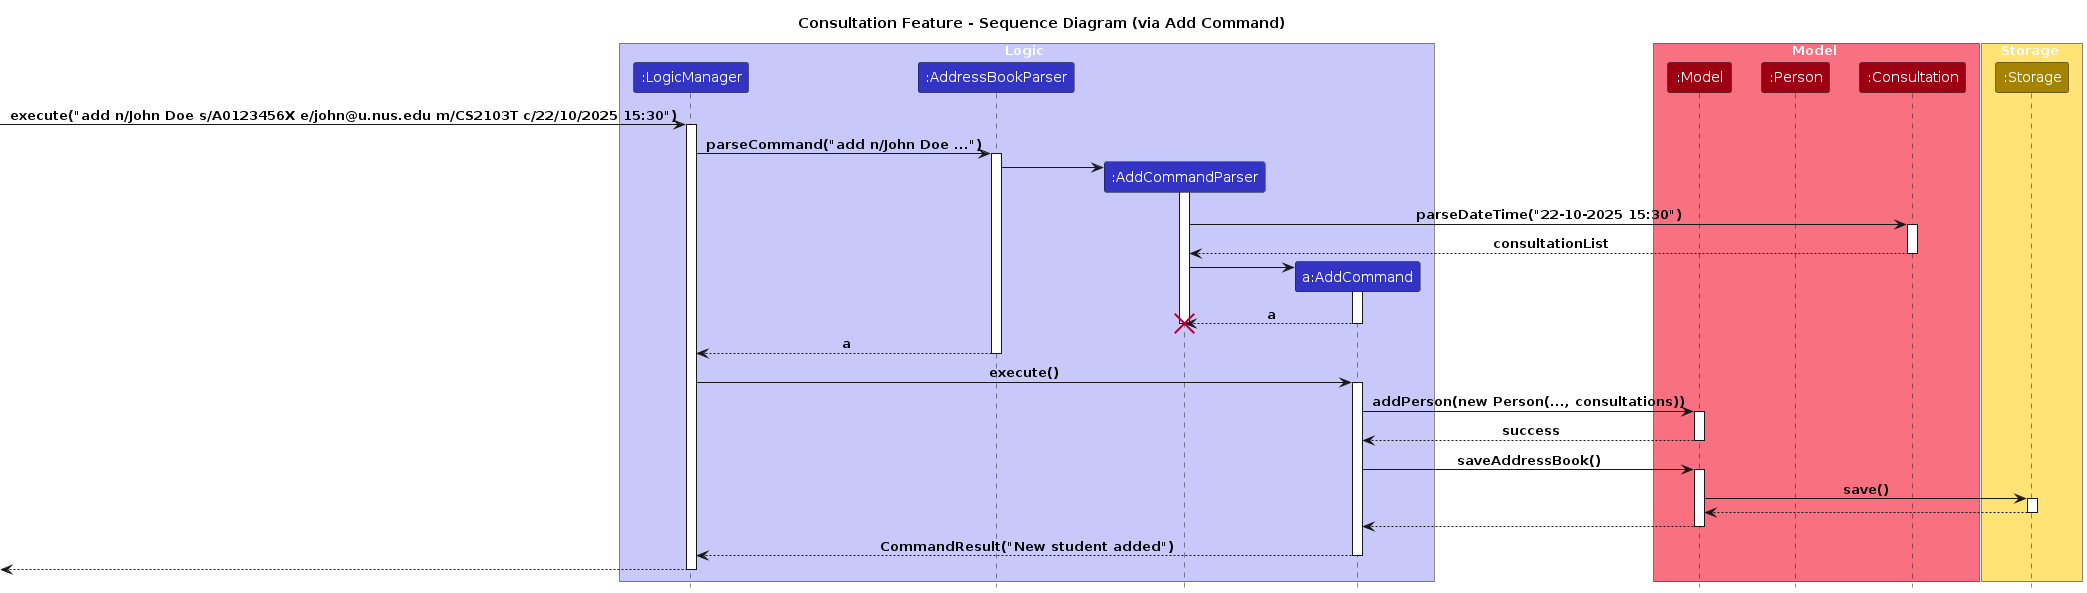 Consultation Feature - Sequence Diagram (via Add Command)
Logic
Model
Storage
:LogicManager
:AddressBookParser
:Model
:Person
:Consultation
:Storage
execute("add n/John Doe s/A0123456X e/john@u.nus.edu m/CS2103T c/22/10/2025 15:30")
parseCommand("add n/John Doe ...")
:AddCommandParser
parseDateTime("22-10-2025 15:30")
consultationList
a:AddCommand
a
a
execute()
addPerson(new Person(..., consultations))
success
saveAddressBook()
save()
CommandResult("New student added")